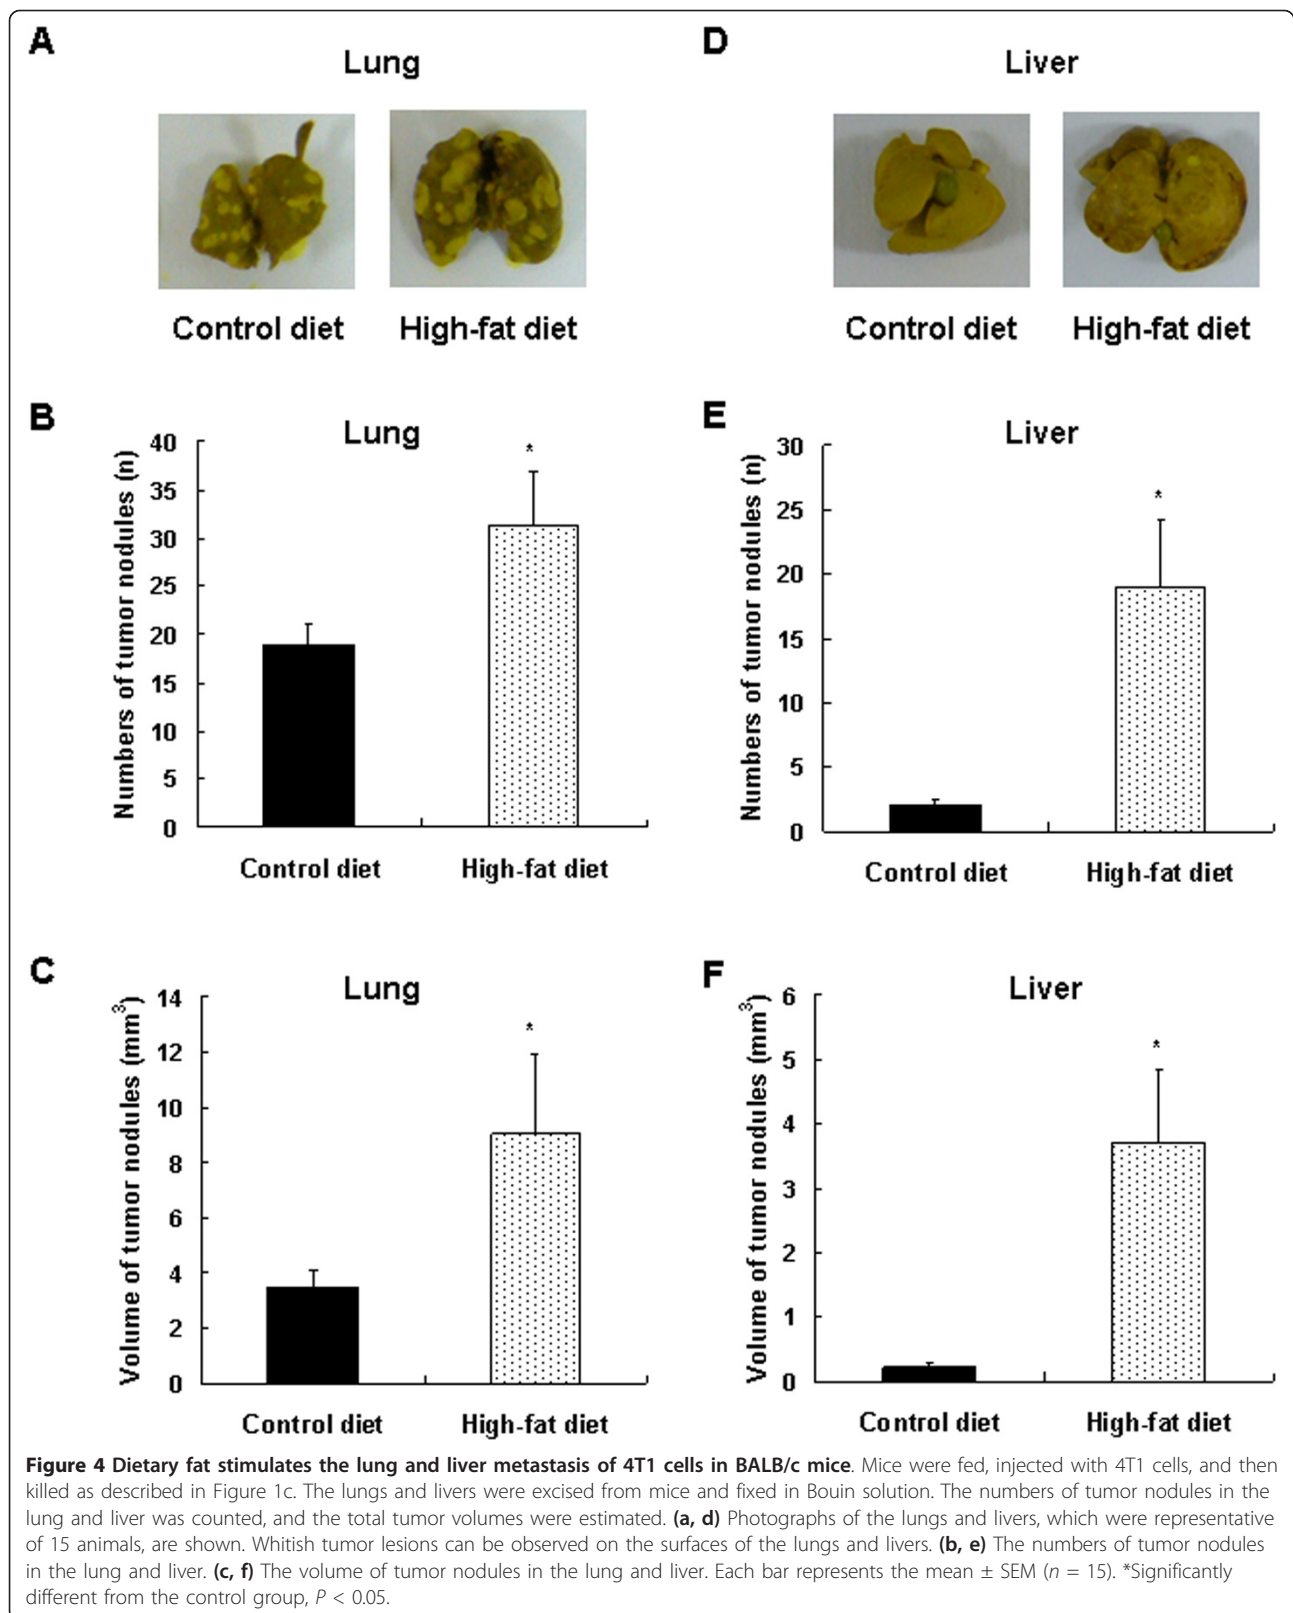 A
Lung
Control diet
High-fat diet
D
Liver
Control diet
High-fat diet
B
Lung
Numbers of tumor nodules (n)
40
35
30
25
20
15
10
5
0
*
Control diet
High-fat diet
E
Liver
Numbers of tumor nodules (n)
30
25
20
15
10
5
0
*
Control diet
High-fat diet
C
Lung
Volume of tumor nodules (mm³)
14
12
10
8
6
4
2
0
*
Control diet
High-fat diet
F
Liver
Volume of tumor nodules (mm³)
6
5
4
3
2
1
0
*
Control diet
High-fat diet
Figure 4 Dietary fat stimulates the lung and liver metastasis of 4T1 cells in BALB/c mice. Mice were fed, injected with 4T1 cells, and then
killed as described in Figure 1c. The lungs and livers were excised from mice and fixed in Bouin solution. The numbers of tumor nodules in the
lung and liver was counted, and the total tumor volumes were estimated. (a, d) Photographs of the lungs and livers, which were representative
of 15 animals, are shown. Whitish tumor lesions can be observed on the surfaces of the lungs and livers. (b, e) The numbers of tumor nodules
in the lung and liver. (c, f) The volume of tumor nodules in the lung and liver. Each bar represents the mean ± SEM (n = 15). *Significantly
different from the control group, P < 0.05.